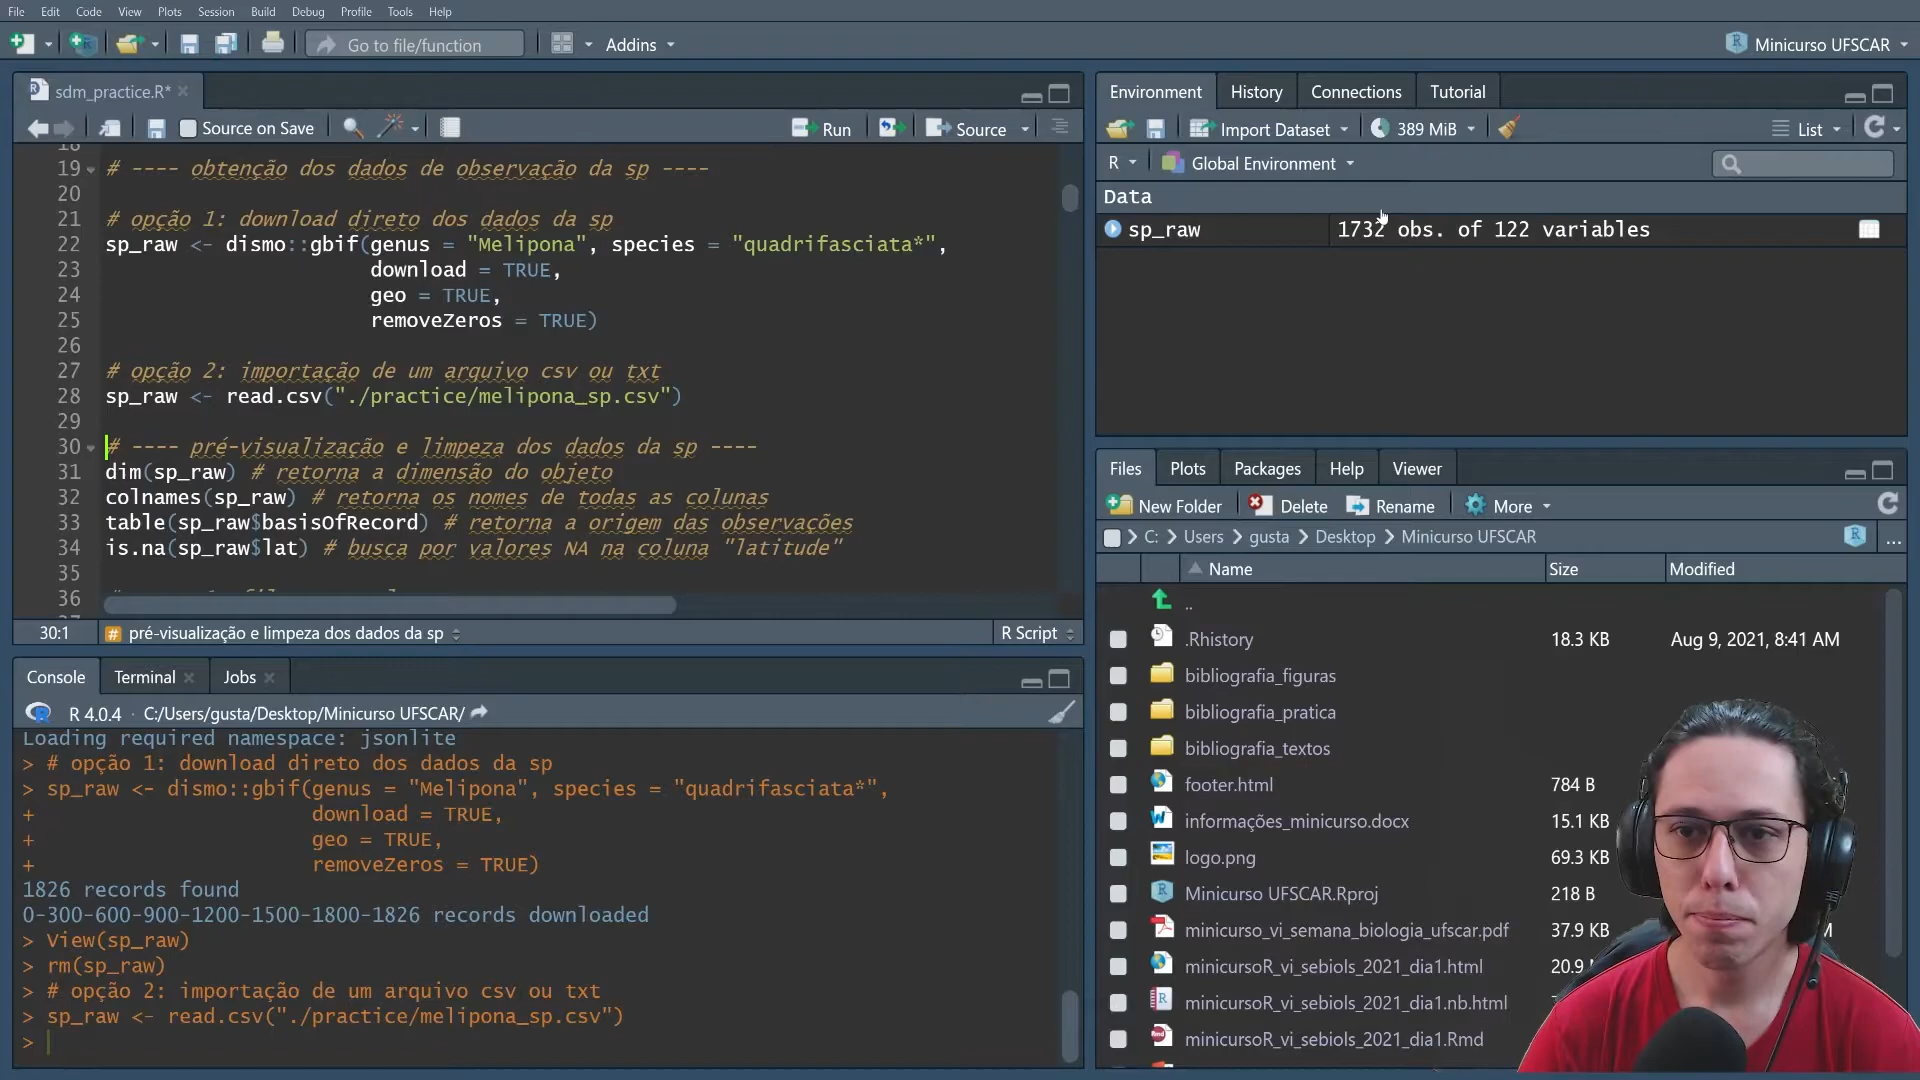 File Edit Code View Plots Session Build Debug Profile Tools Help
Go to file/function
Addins
Minicurso UFSCAR
sdm_practice.R*
Source on Save
Run
Source
18
19 # ---- obtenção dos dados de observação da sp ----
20
21 # opção 1: download direto dos dados da sp
22 sp_raw <- dismo::gbif(genus = "Melipona", species = "quadrifasciata*",
23 download = TRUE,
24 geo = TRUE,
25 removeZeros = TRUE)
26
27 # opção 2: importação de um arquivo csv ou txt
28 sp_raw <- read.csv("./practice/melipona_sp.csv")
29
30 # ---- pré-visualização e limpeza dos dados da sp ----
31 dim(sp_raw) # retorna a dimensão do objeto
32 colnames(sp_raw) # retorna os nomes de todas as colunas
33 table(sp_raw$basisOfRecord) # retorna a origem das observações
34 is.na(sp_raw$lat) # busca por valores NA na coluna "latitude"
35
36
30:1 # pré-visualização e limpeza dos dados da sp
R Script
Console Terminal Jobs
R 4.0.4 · C:/Users/gusta/Desktop/Minicurso UFSCAR/
Loading required namespace: jsonlite
> # opção 1: download direto dos dados da sp
> sp_raw <- dismo::gbif(genus = "Melipona", species = "quadrifasciata*",
+ download = TRUE,
+ geo = TRUE,
+ removeZeros = TRUE)
1826 records found
0-300-600-900-1200-1500-1800-1826 records downloaded
> View(sp_raw)
> rm(sp_raw)
> # opção 2: importação de um arquivo csv ou txt
> sp_raw <- read.csv("./practice/melipona_sp.csv")
>
Environment History Connections Tutorial
Import Dataset 389 MiB List
R Global Environment
Data
sp_raw 1732 obs. of 122 variables
Files Plots Packages Help Viewer
New Folder Delete Rename More
C: > Users > gusta > Desktop > Minicurso UFSCAR ...
Name Size Modified
..
.Rhistory 18.3 KB Aug 9, 2021, 8:41 AM
bibliografia_figuras
bibliografia_pratica
bibliografia_textos
footer.html 784 B
informações_minicurso.docx 15.1 KB
logo.png 69.3 KB
Minicurso UFSCAR.Rproj 218 B
minicurso_vi_semana_biologia_ufscar.pdf 37.9 KB
minicursoR_vi_sebiols_2021_dia1.html 20.9
minicursoR_vi_sebiols_2021_dia1.nb.html
minicursoR_vi_sebiols_2021_dia1.Rmd